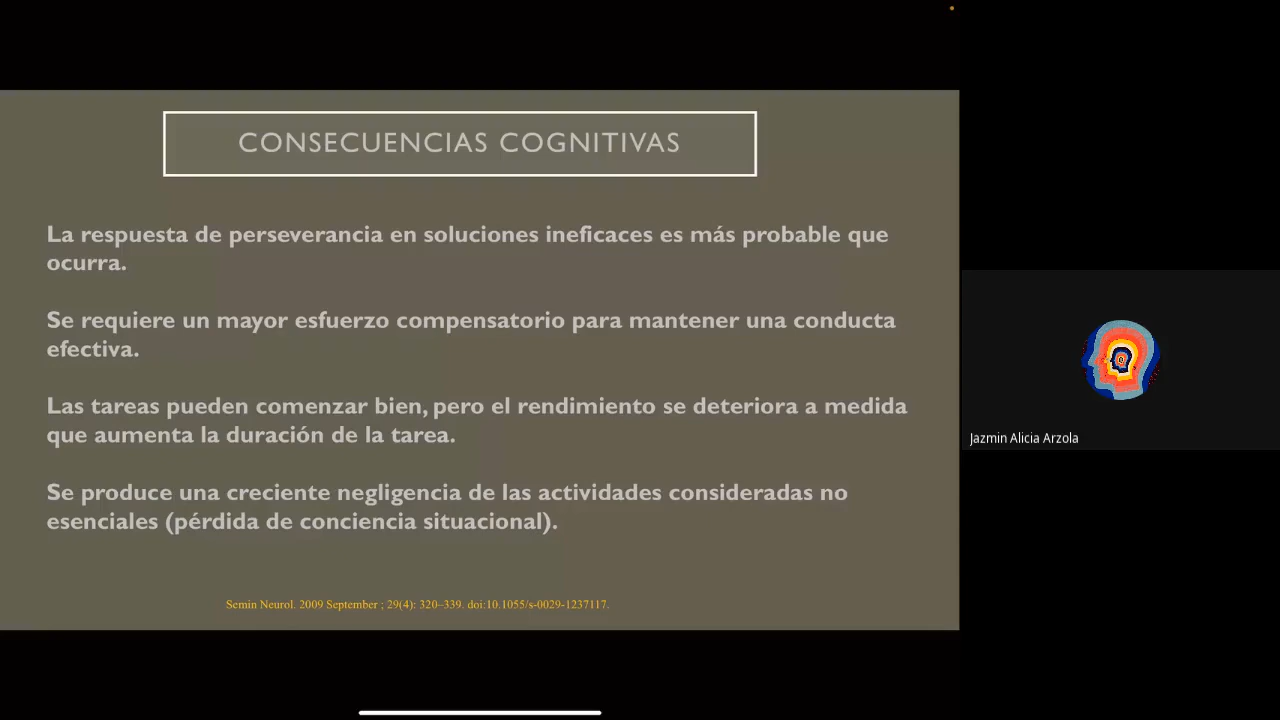 CONSECUENCIAS COGNITIVAS
La respuesta de perseverancia en soluciones ineficaces es más probable que
ocurra.
Se requiere un mayor esfuerzo compensatorio para mantener una conducta
efectiva.
Las tareas pueden comenzar bien, pero el rendimiento se deteriora a medida
que aumenta la duración de la tarea.
Se produce una creciente negligencia de las actividades consideradas no
esenciales (pérdida de conciencia situacional).
Semin Neurol. 2009 September ; 29(4): 320–339. doi:10.1055/s-0029-1237117.
Jazmin Alicia Arzola